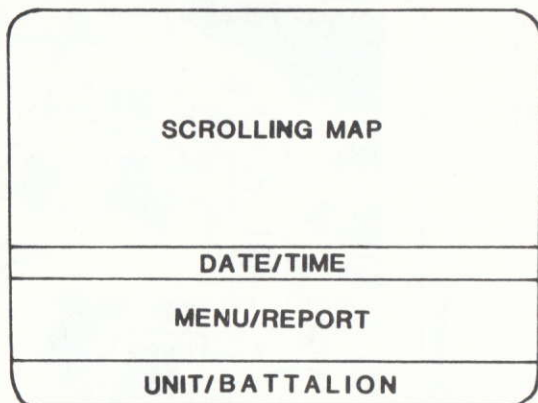 SCROLLING MAP
DATE/TIME
MENU/REPORT
UNIT/BATTALION